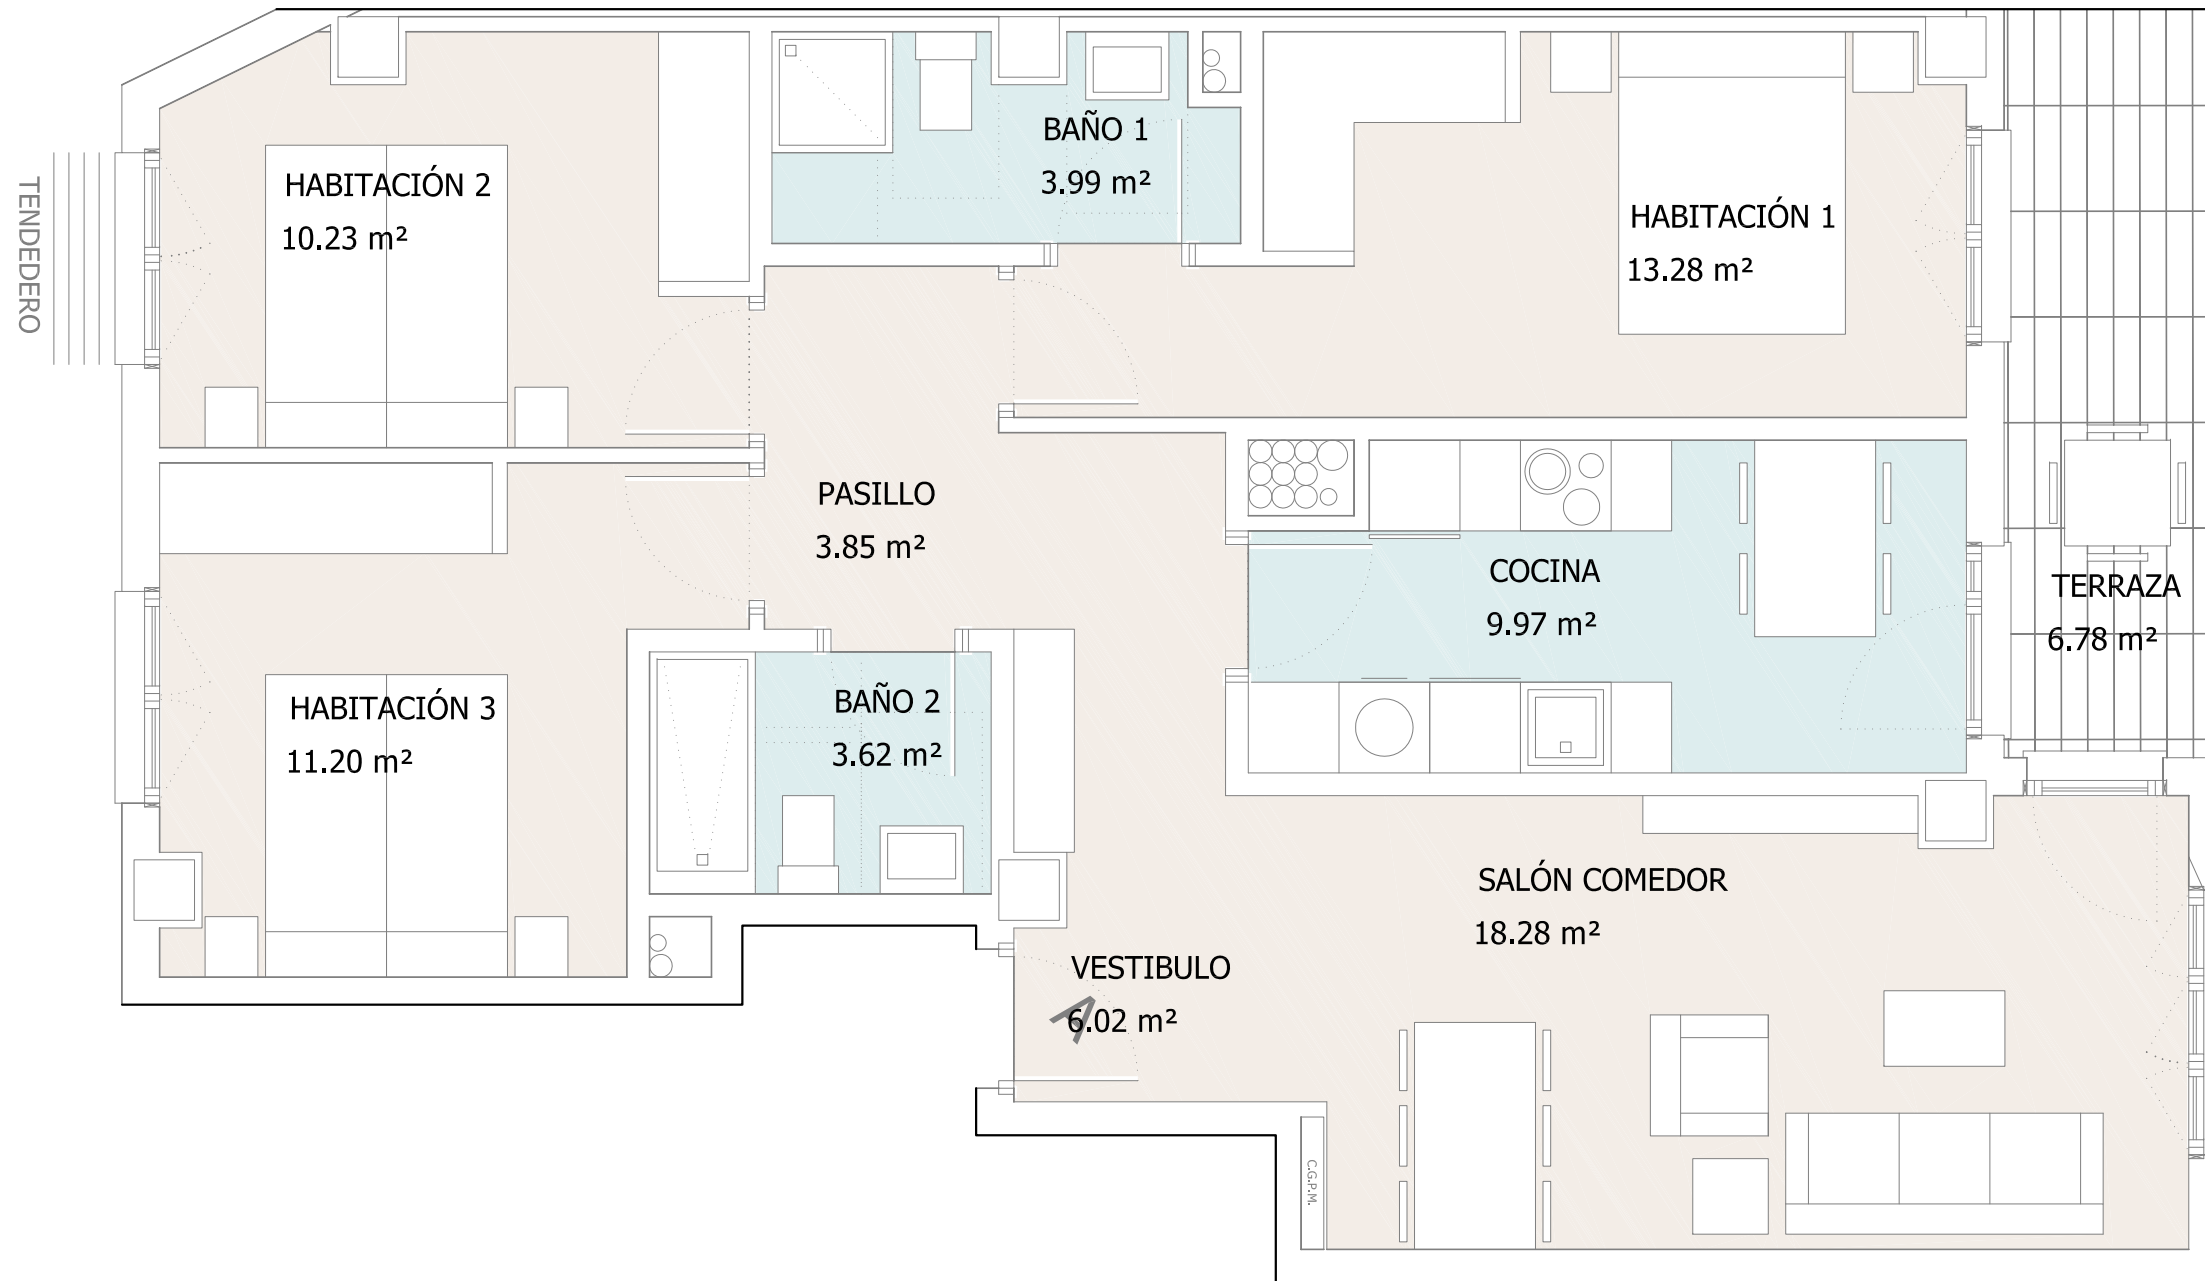 BAÑO 1
3.99 m²
HABITACIÓN 2
10.23 m²
TENDEDERO
HABITACIÓN 1
13.28 m²
PASILLO
3.85 m²
COCINA
9.97 m²
TERRAZA
6.78 m²
HABITACIÓN 3
11.20 m²
BAÑO 2
3.62 m²
SALÓN COMEDOR
18.28 m²
VESTIBULO
A
6.02 m²
C.G.P.M.